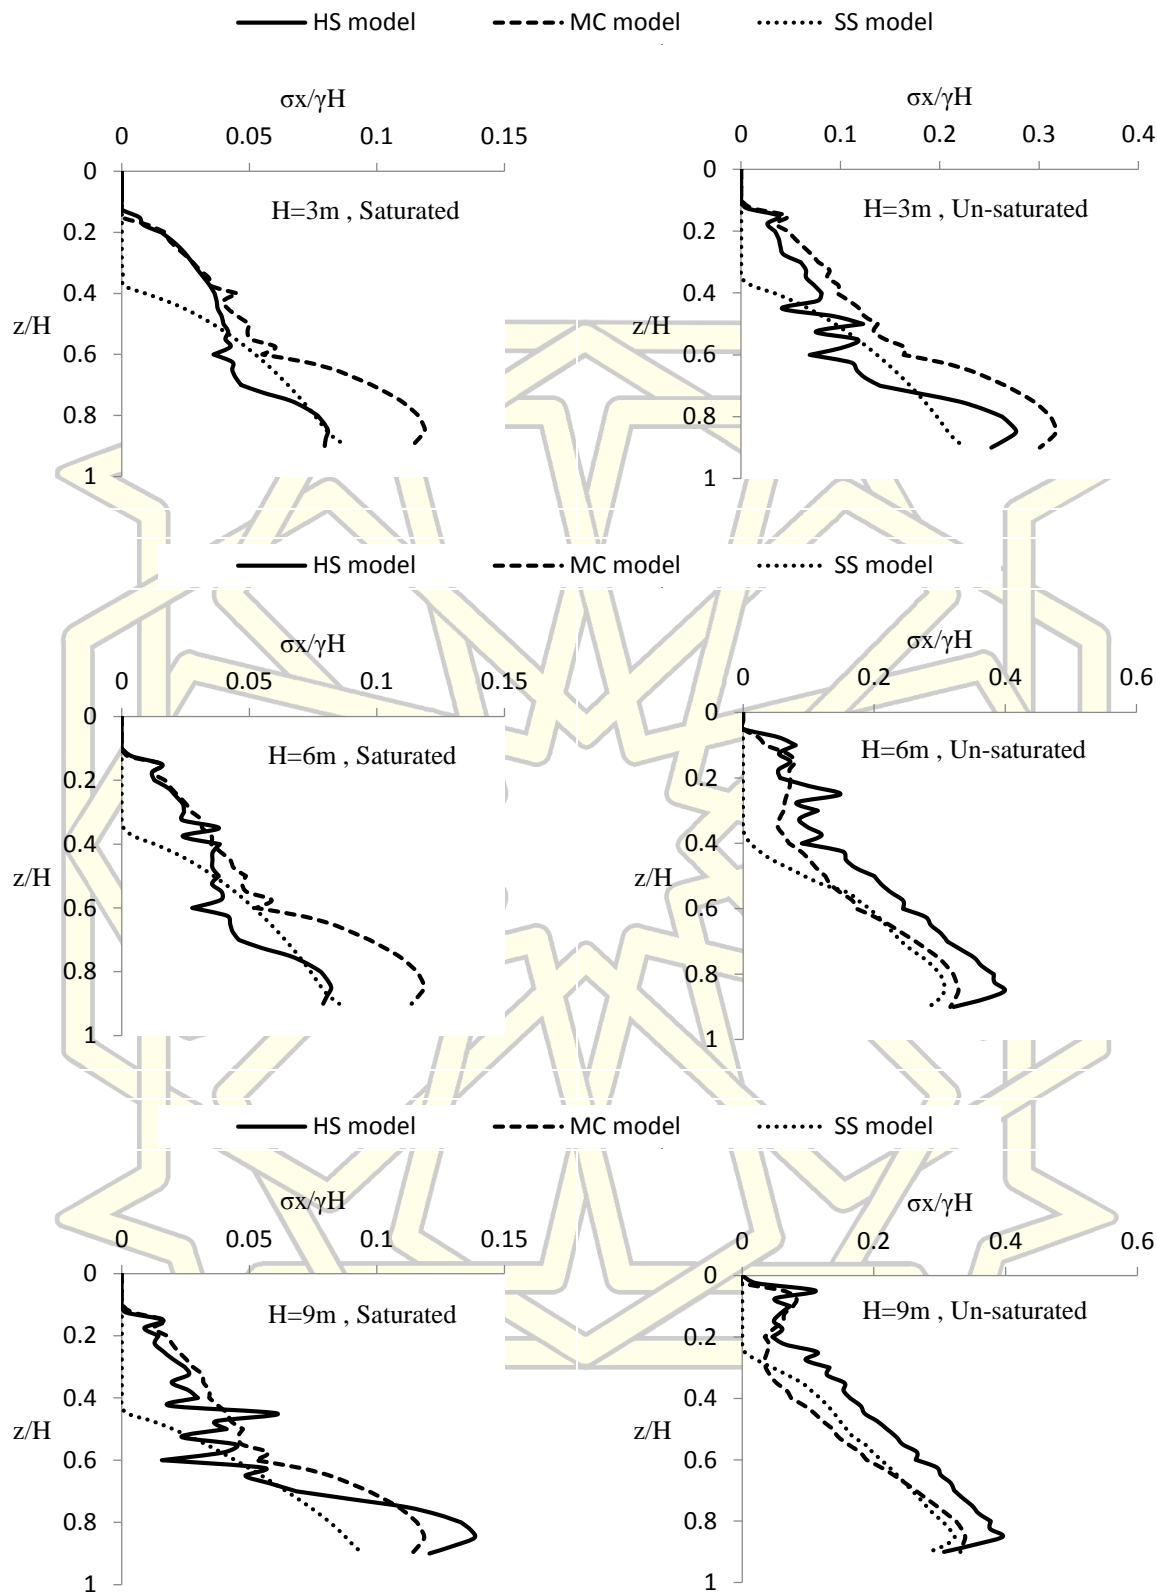 HS model MC model SS model
σx/γH σx/γH
0 0.05 0.1 0.15 0 0.1 0.2 0.3 0.4
0 0
H=3m , Saturated H=3m , Un-saturated
0.2 0.2
0.4 0.4
z/H z/H
0.6 0.6
0.8 0.8
1 1
HS model MC model SS model
σx/γH σx/γH
0 0.05 0.1 0.15 0 0.2 0.4 0.6
0 0
H=6m , Saturated H=6m , Un-saturated
0.2 0.2
0.4 0.4
z/H z/H
0.6 0.6
0.8 0.8
1 1
HS model MC model SS model
σx/γH σx/γH
0 0.05 0.1 0.15 0 0.2 0.4 0.6
0 0
H=9m , Saturated H=9m , Un-saturated
0.2 0.2
0.4 0.4
z/H z/H
0.6 0.6
0.8 0.8
1 1